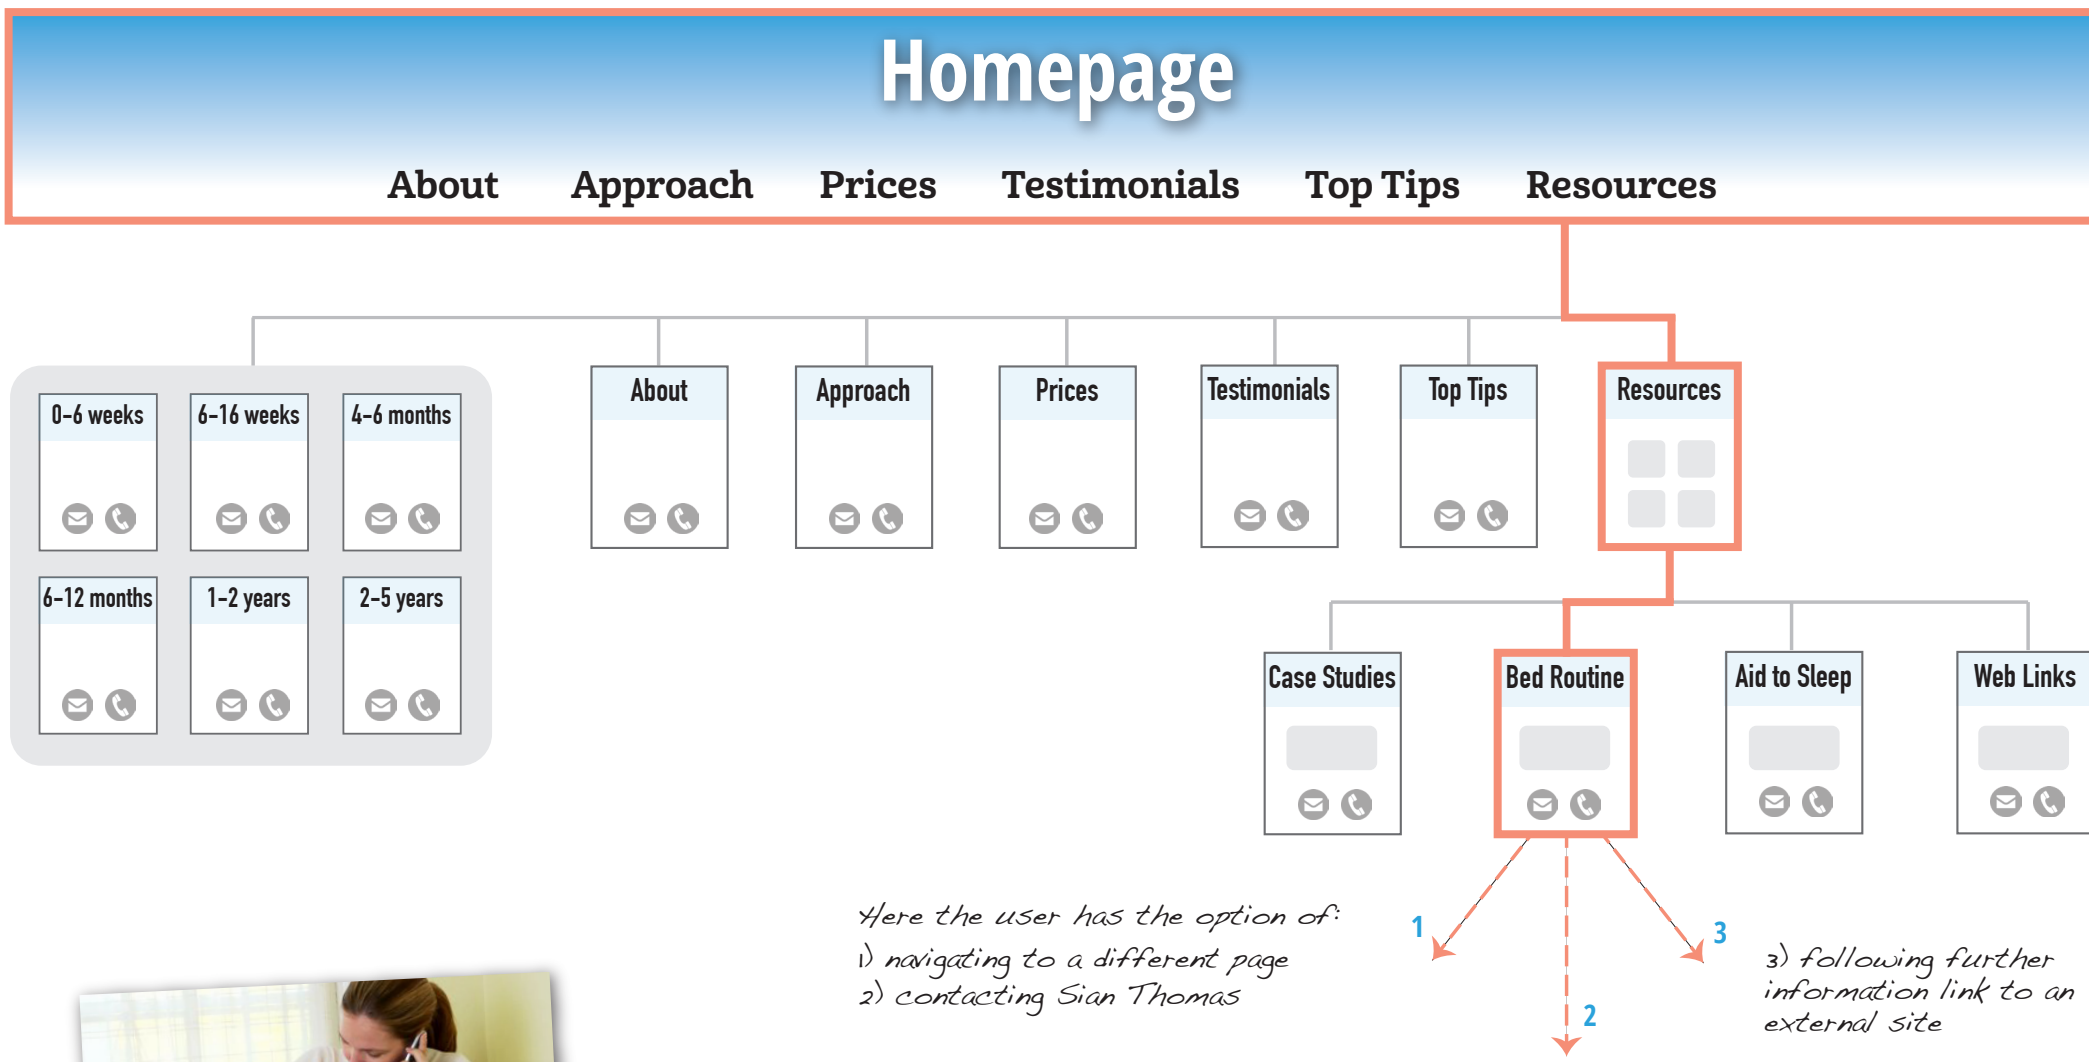 Homepage
About Approach Prices Testimonials Top Tips Resources
About Approach Prices Testimonials Top Tips Resources
0-6 weeks 6-16 weeks 4-6 months
6-12 months 1-2 years 2-5 years
Case Studies Bed Routine Aid to Sleep Web Links
Here the user has the option of:
1) navigating to a different page
2) contacting Sian Thomas
1
2
3
3) following further
information link to an
external site